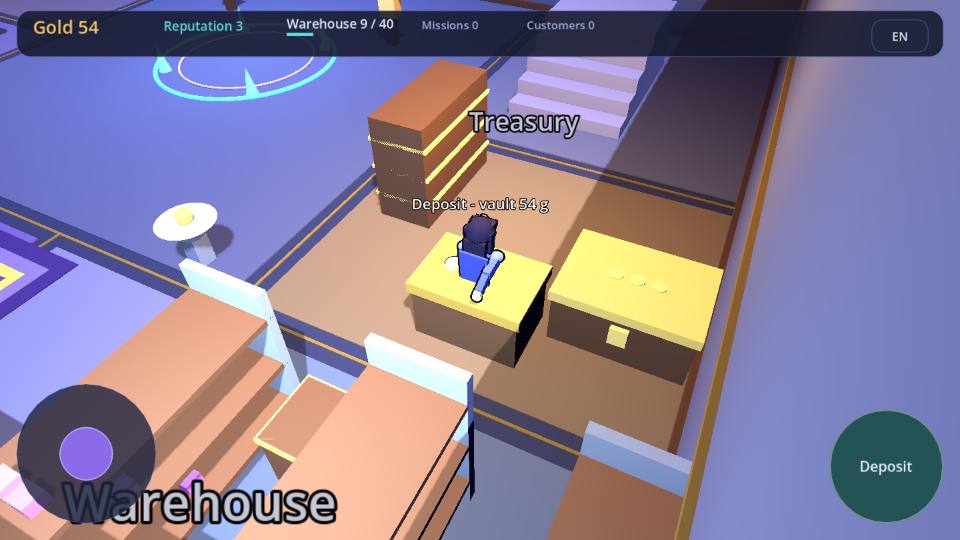 Gold 54
Reputation 3
Warehouse 9 / 40
Missions 0
Customers 0
EN
Treasury
Deposit - vault 54 g
Deposit
Warehouse